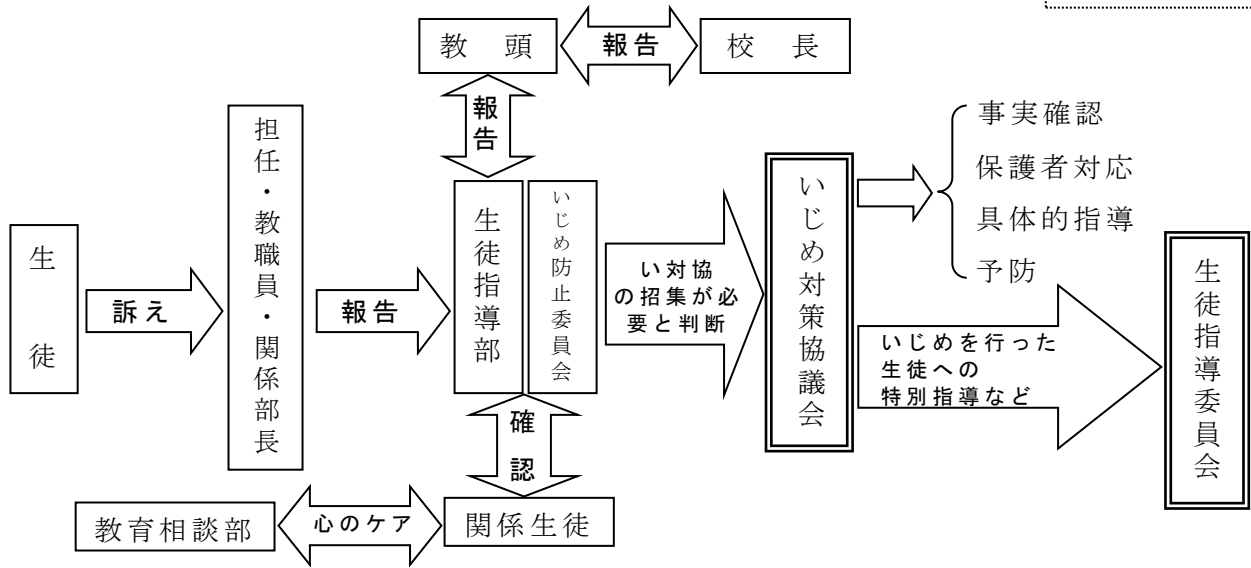 教　頭
報告
校　長
報告
生徒
訴え
担任・教職員・関係部長
報告
生徒指導部
いじめ防止委員会
い対協
の招集が必
要と判断
いじめ対策協議会
事実確認
保護者対応
具体的指導
予防
いじめを行った
生徒への
特別指導など
生徒指導委員会
確認
教育相談部
心のケア
関係生徒